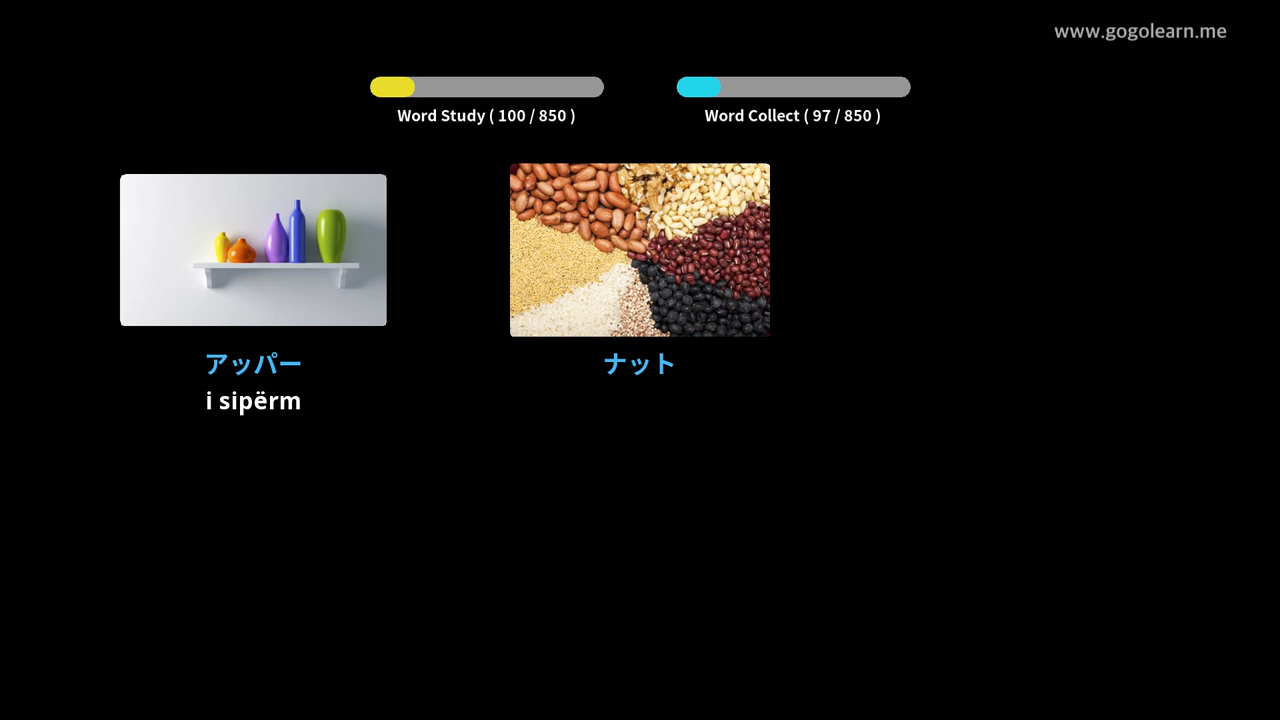 www.gogolearn.me
Word Study ( 100 / 850 )
Word Collect ( 97 / 850 )
アッパー
i sipërm
ナット